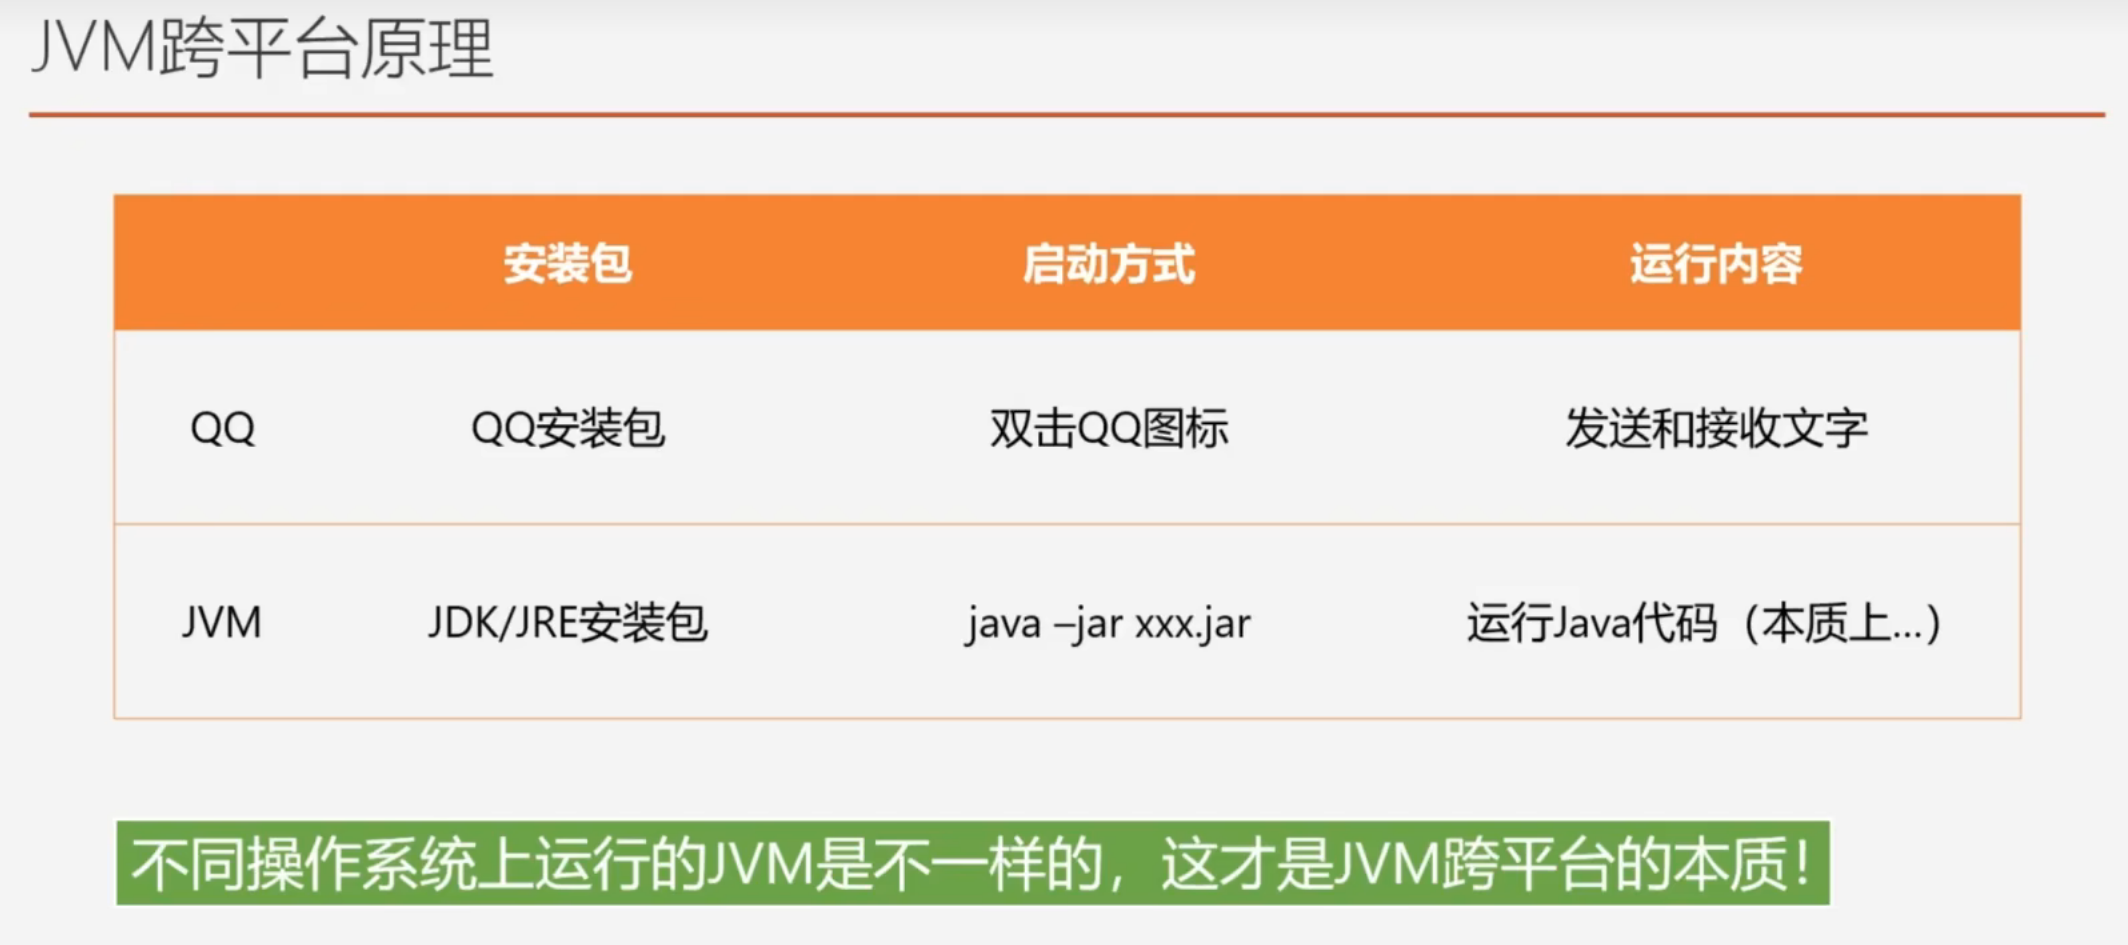 JVM跨平台原理
安装包 启动方式 运行内容
QQ QQ安装包 双击QQ图标 发送和接收文字
JVM JDK/JRE安装包 java –jar xxx.jar 运行Java代码（本质上...）
不同操作系统上运行的JVM是不一样的，这才是JVM跨平台的本质！